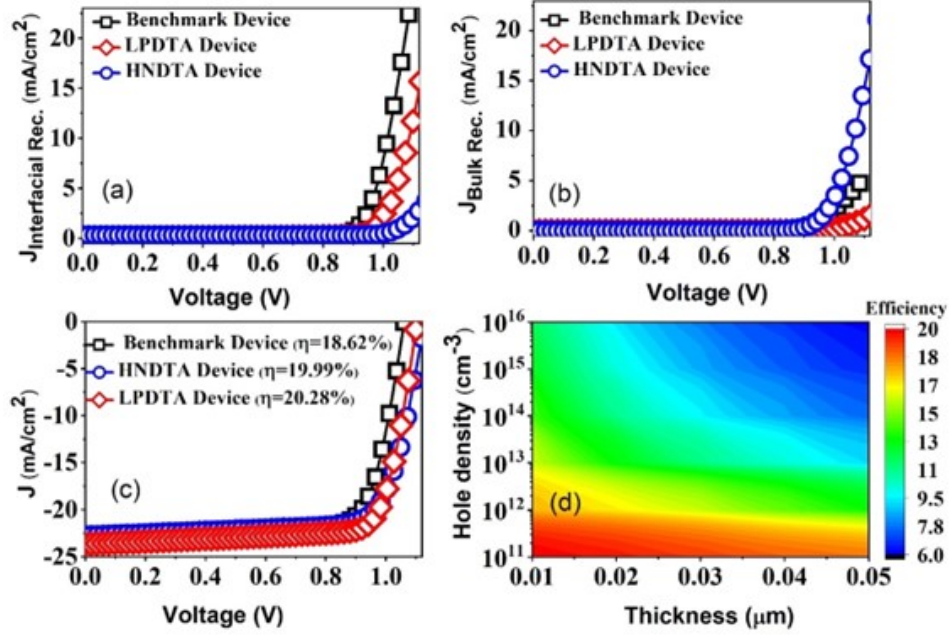 Benchmark Device
LPDTA Device
HNDTA Device
(a)
J Interfacial Rec. (mA/cm²)
20
15
10
5
0
0.0 0.2 0.4 0.6 0.8 1.0
Voltage (V)
Benchmark Device
LPDTA Device
HNDTA Device
(b)
J Bulk Rec. (mA/cm²)
20
15
10
5
0
0.0 0.2 0.4 0.6 0.8 1.0
Voltage (V)
Benchmark Device (η=18.62%)
HNDTA Device (η=19.99%)
LPDTA Device (η=20.28%)
(c)
J (mA/cm²)
0
-5
-10
-15
-20
-25
0.0 0.2 0.4 0.6 0.8 1.0
Voltage (V)
Efficiency
Hole density (cm⁻³)
10¹⁶
10¹⁵
10¹⁴
10¹³
10¹²
10¹¹
(d)
0.01 0.02 0.03 0.04 0.05
Thickness (μm)
20
18
17
15
13
11
9.5
7.8
6.0